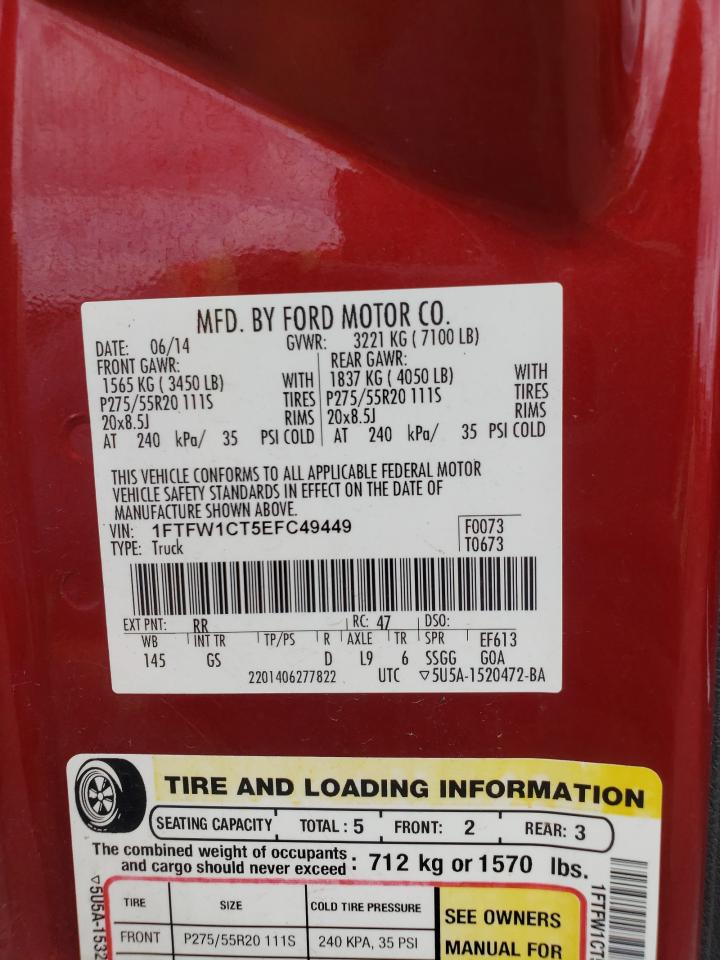 MFD. BY FORD MOTOR CO.
DATE: 06/14 GVWR: 3221 KG ( 7100 LB)
FRONT GAWR: REAR GAWR:
1565 KG ( 3450 LB) WITH 1837 KG ( 4050 LB) WITH
P275/55R20 111S TIRES P275/55R20 111S TIRES
20x8.5J RIMS 20x8.5J RIMS
AT 240 kPa/ 35 PSI COLD AT 240 kPa/ 35 PSI COLD
THIS VEHICLE CONFORMS TO ALL APPLICABLE FEDERAL MOTOR
VEHICLE SAFETY STANDARDS IN EFFECT ON THE DATE OF
MANUFACTURE SHOWN ABOVE.
VIN: 1FTFW1CT5EFC49449 F0073
TYPE: Truck T0673
EXT PNT: RR RC: 47 DSO:
WB INT TR TP/PS R AXLE TR SPR EF613
145 GS D L9 6 SSGG GOA
2201406277822 UTC ▽5U5A-1520472-BA
TIRE AND LOADING INFORMATION
SEATING CAPACITY TOTAL : 5 FRONT: 2 REAR: 3
The combined weight of occupants
and cargo should never exceed : 712 kg or 1570 lbs.
TIRE SIZE COLD TIRE PRESSURE SEE OWNERS
FRONT P275/55R20 111S 240 KPA, 35 PSI MANUAL FOR
▽5U5A-1532
1FTFW1CT5